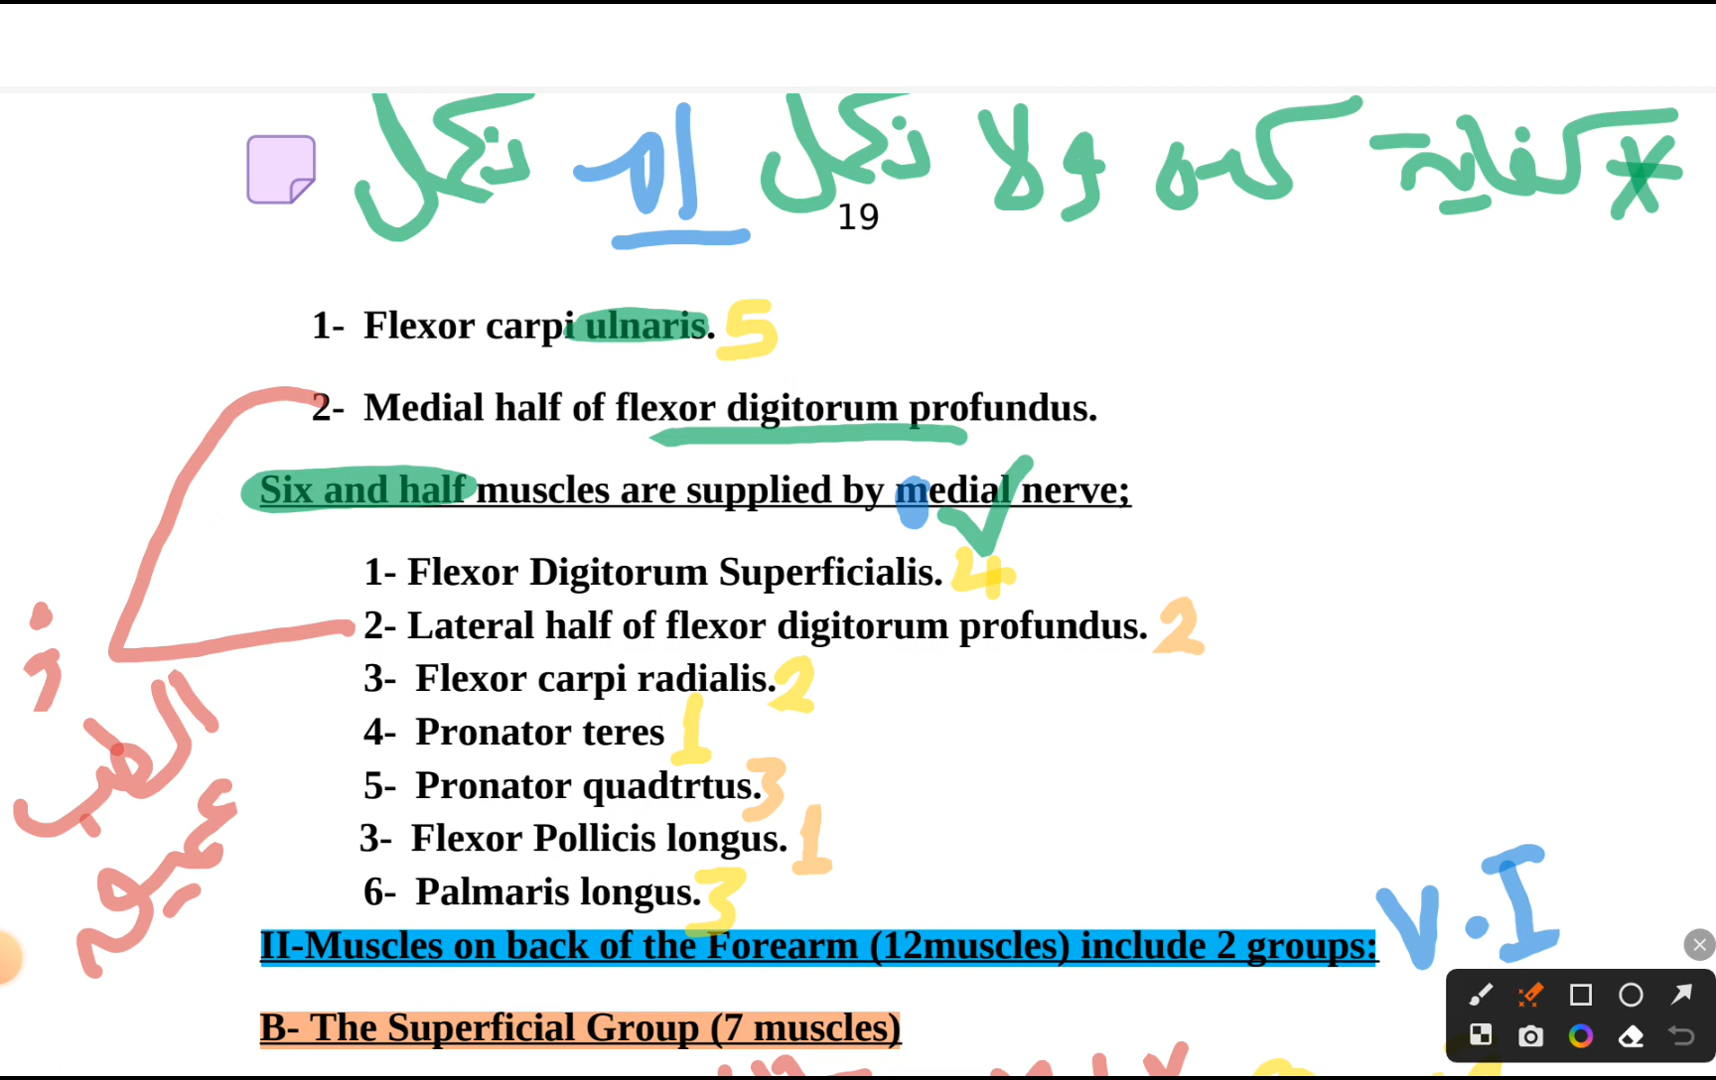 * كفاية كده ولا نكمل اه نكمل
19
1- Flexor carpi ulnaris. 5
2- Medial half of flexor digitorum profundus.
Six and half muscles are supplied by medial nerve;
1- Flexor Digitorum Superficialis. 4
2- Lateral half of flexor digitorum profundus. 2
3- Flexor carpi radialis. 2
4- Pronator teres 1
5- Pronator quadtrtus. 3
3- Flexor Pollicis longus. 1
6- Palmaris longus. 3
II-Muscles on back of the Forearm (12muscles) include 2 groups: V.I
B- The Superficial Group (7 muscles)